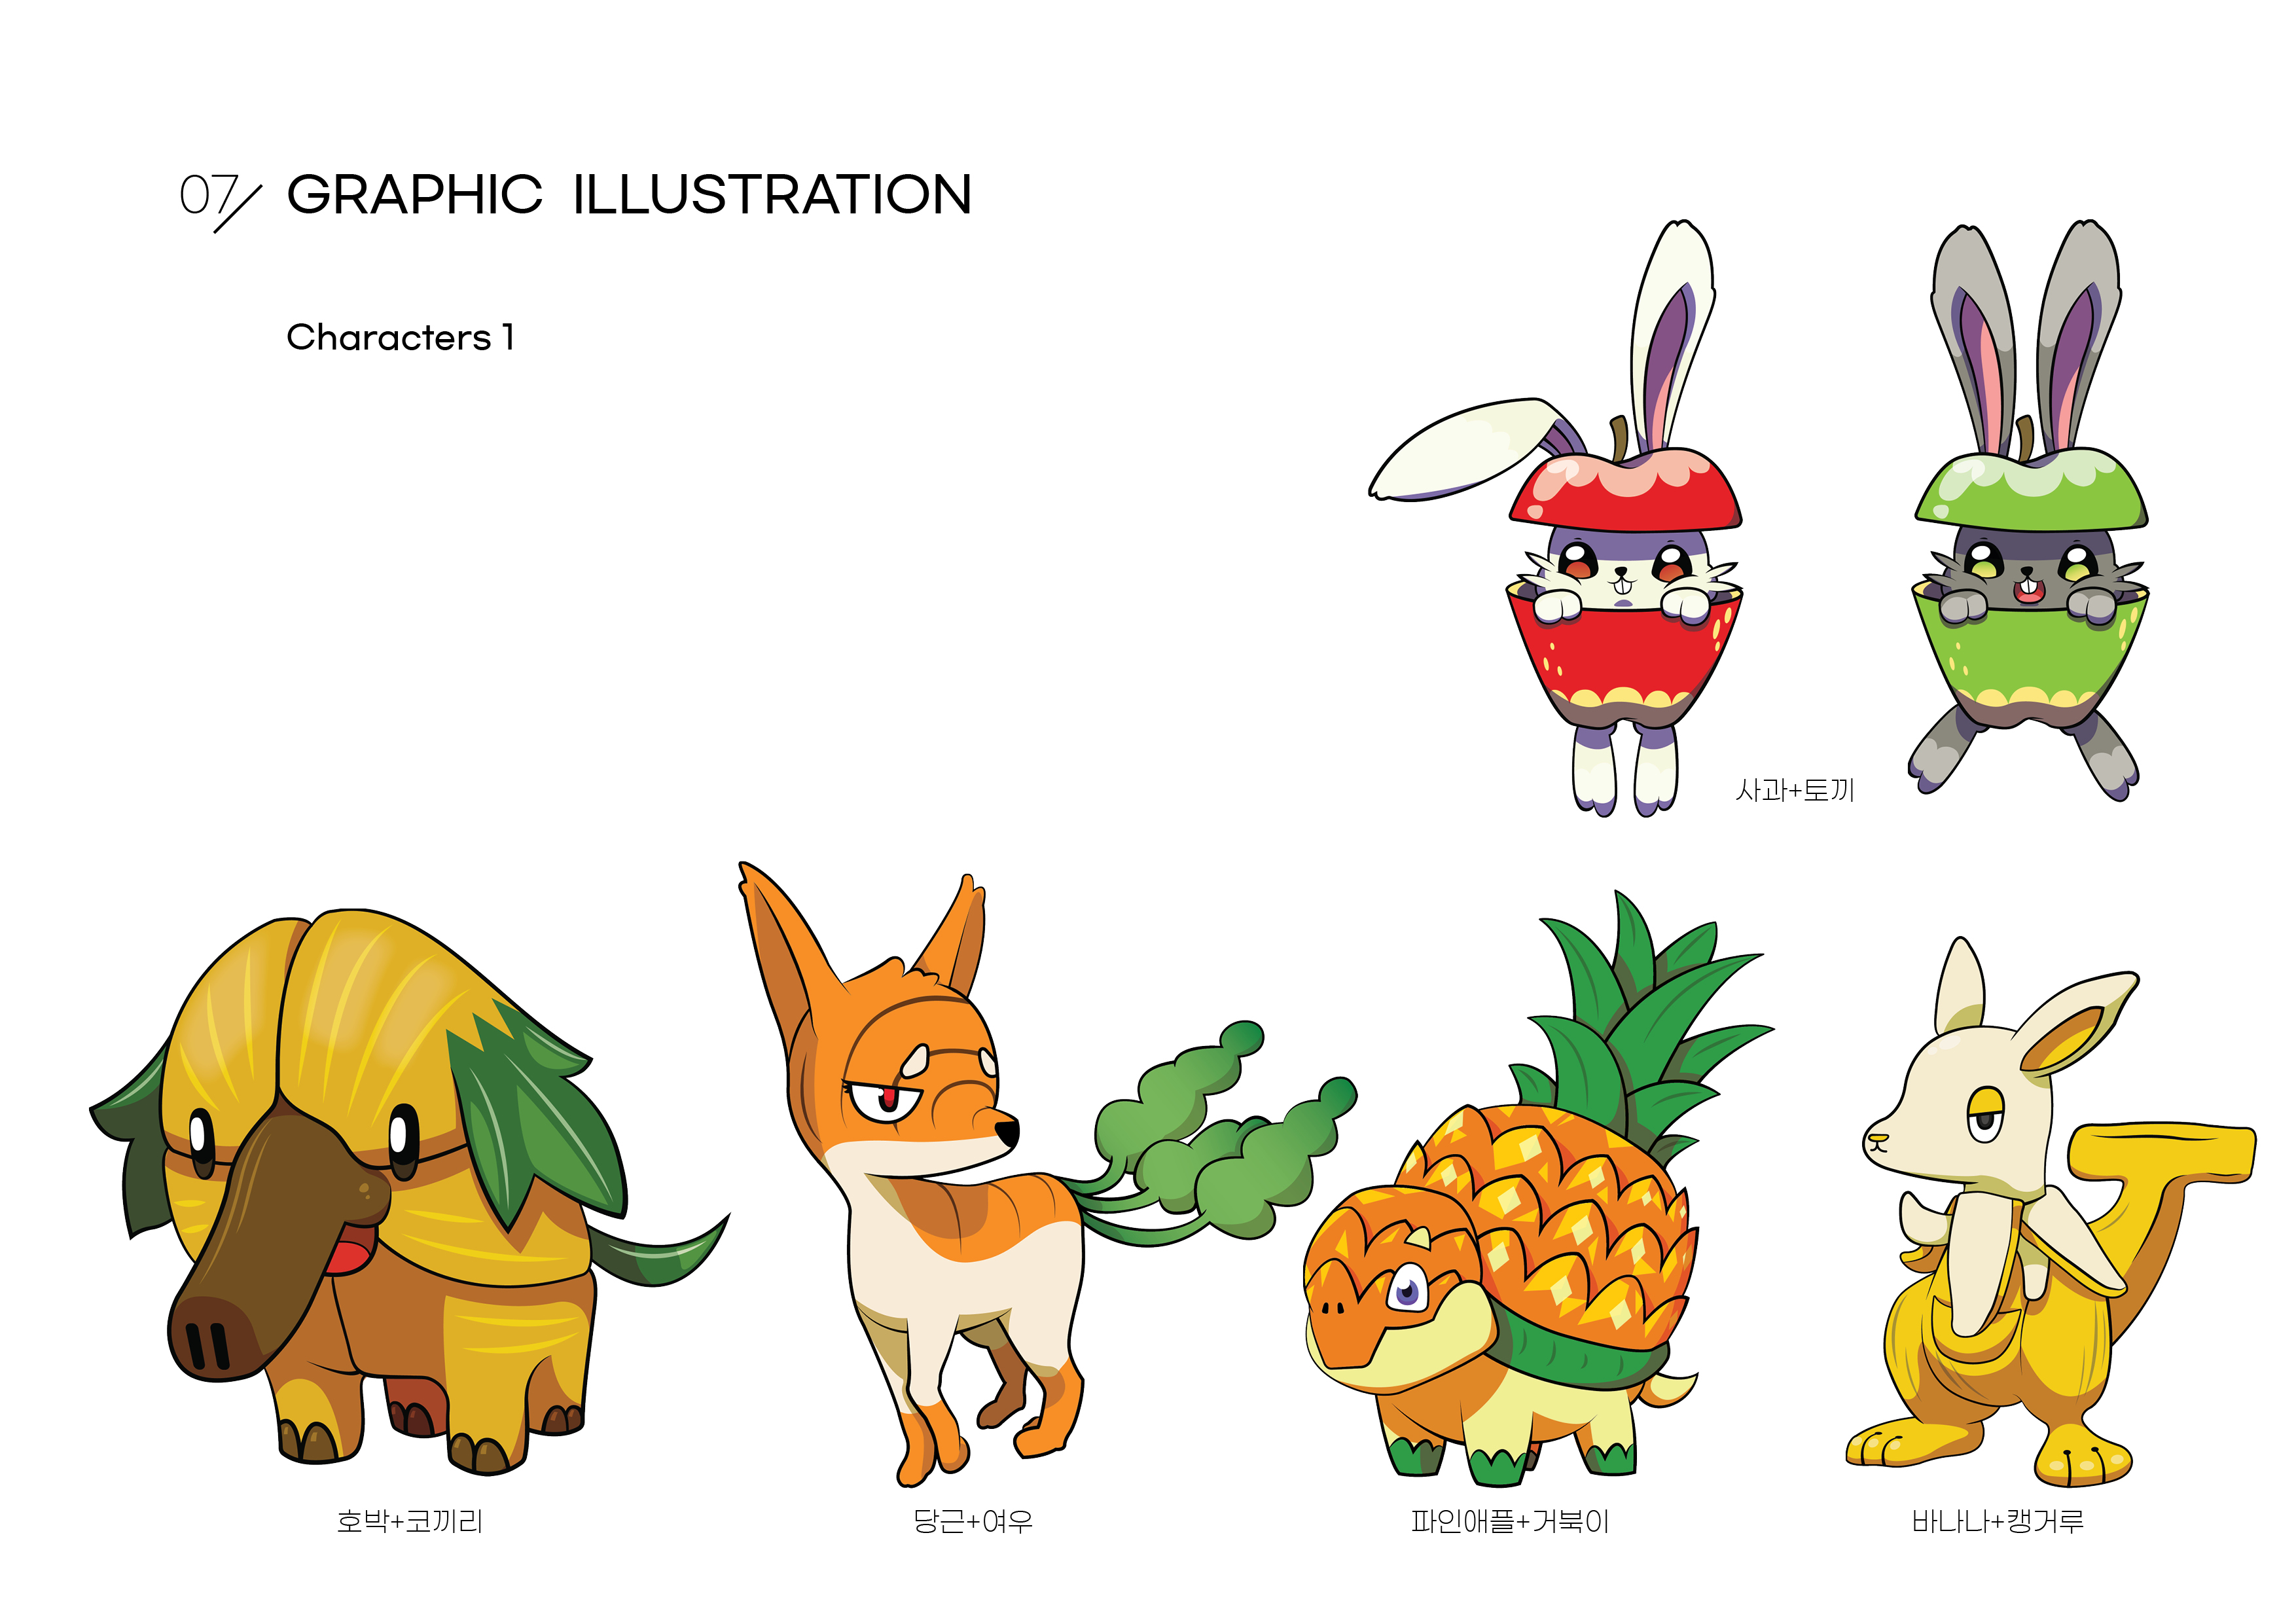 07/ GRAPHIC ILLUSTRATION
Characters 1
사과+토끼
호박+코끼리
당근+여우
파인애플+거북이
바나나+캥거루